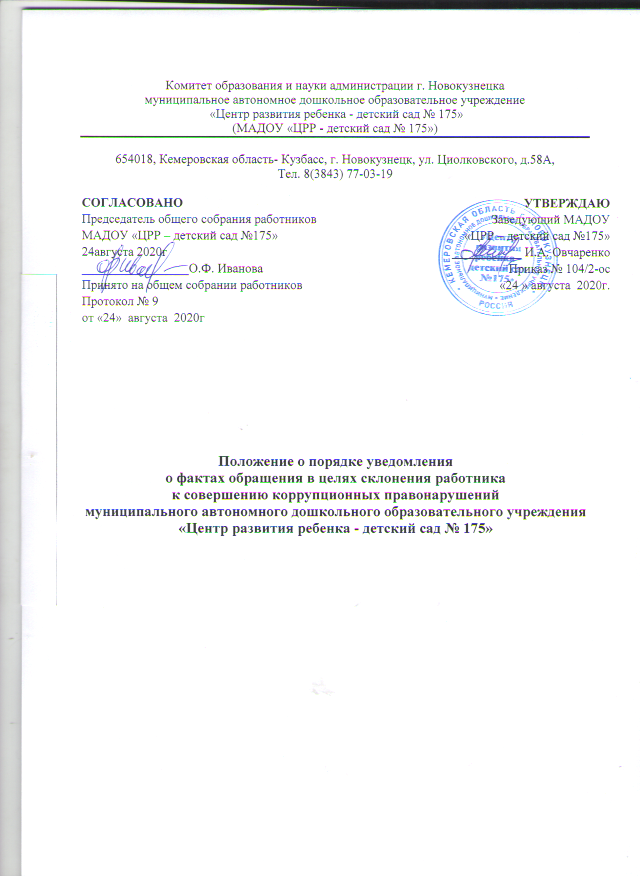 Комитет образования и науки администрации г. Новокузнецка
муниципальное автономное дошкольное образовательное учреждение
«Центр развития ребенка - детский сад № 175»
(МАДОУ «ЦРР - детский сад № 175»)
654018, Кемеровская область- Кузбасс, г. Новокузнецк, ул. Циолковского, д.58А,
Тел. 8(3843) 77-03-19
СОГЛАСОВАНО
Председатель общего собрания работников
МАДОУ «ЦРР – детский сад №175»
24августа 2020г
О.Ф. Иванова
Принято на общем собрании работников
Протокол № 9
от «24» августа 2020г
УТВЕРЖДАЮ
Заведующий МАДОУ
«ЦРР – детский сад №175»
И.А. Овчаренко
Приказ № 104/2-ос
«24 » августа 2020г.
КЕМЕРОВСКАЯ ОБЛАСТЬ
РОССИЯ
Положение о порядке уведомления
о фактах обращения в целях склонения работника
к совершению коррупционных правонарушений
муниципального автономного дошкольного образовательного учреждения
«Центр развития ребенка - детский сад № 175»